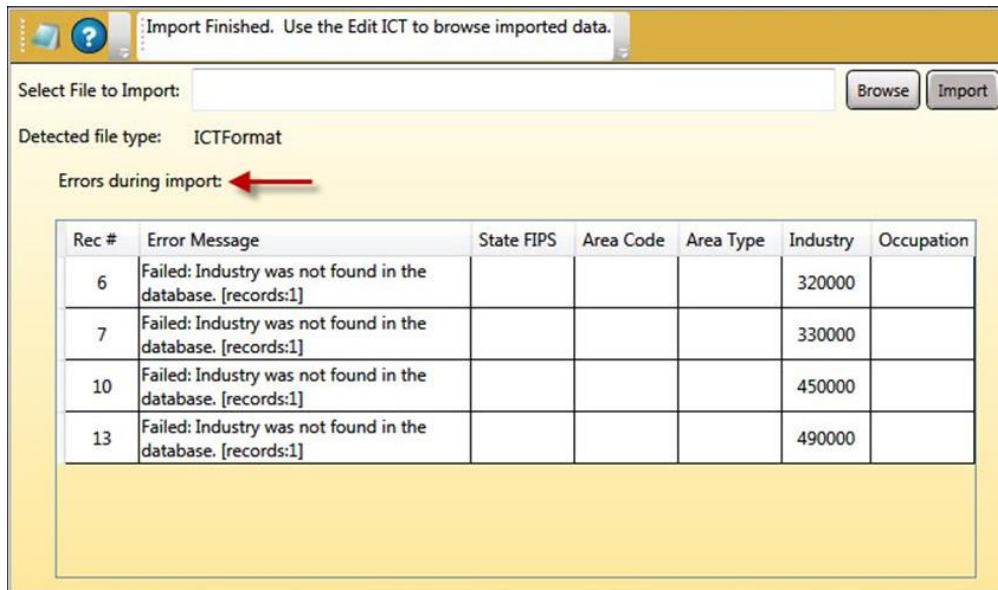 Import Finished.  Use the Edit ICT to browse imported data.
Select File to Import:
Browse
Import
Detected file type: ICTFormat
Errors during import:
Rec # Error Message State FIPS Area Code Area Type Industry Occupation
6 Failed: Industry was not found in the database. [records:1] 320000
7 Failed: Industry was not found in the database. [records:1] 330000
10 Failed: Industry was not found in the database. [records:1] 450000
13 Failed: Industry was not found in the database. [records:1] 490000